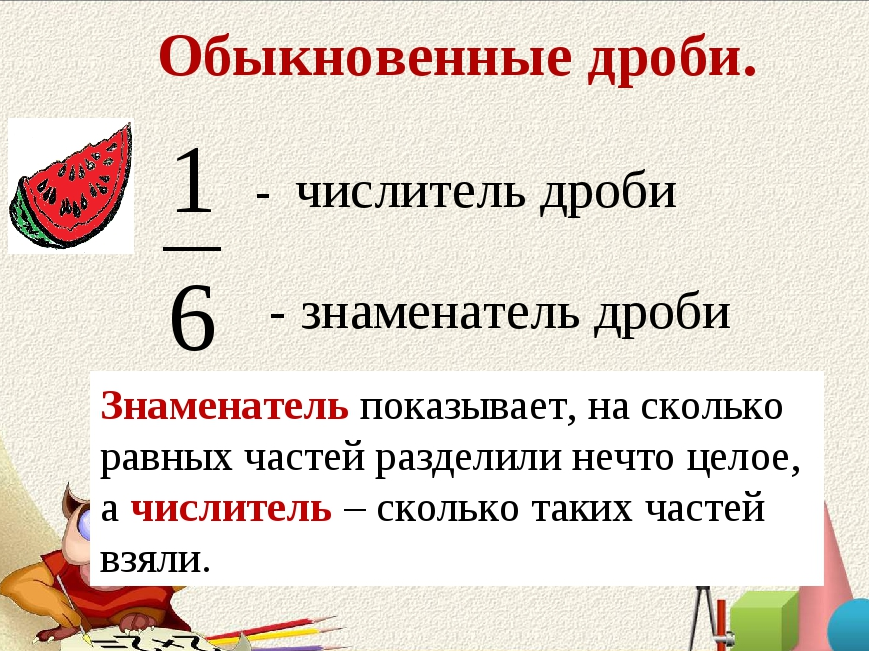 Обыкновенные дроби.
1
- числитель дроби
6
- знаменатель дроби
Знаменатель показывает, на сколько
равных частей разделили нечто целое,
а числитель – сколько таких частей
взяли.